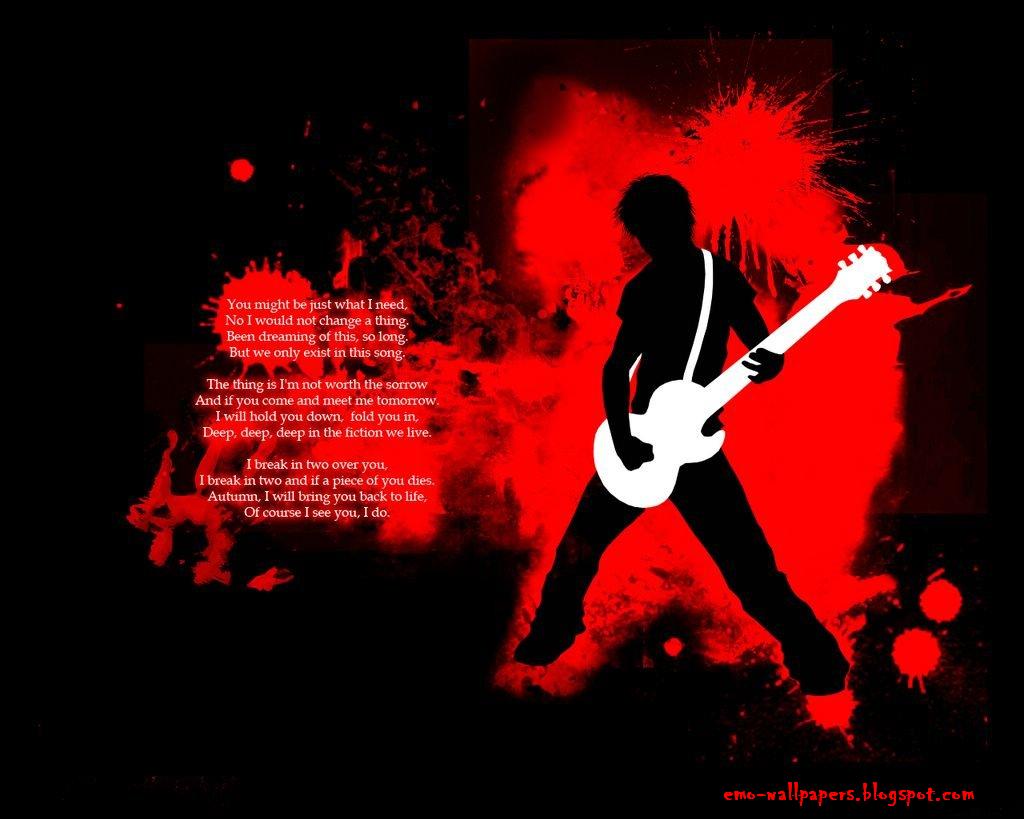 You might be just what I need,
No I would not change a thing.
Been dreaming of this, so long.
But we only exist in this song.
The thing is I'm not worth the sorrow
And if you come and meet me tomorrow.
I will hold you down, fold you in,
Deep, deep, deep in the fiction we live.
I break in two over you,
I break in two and if a piece of you dies.
Autumn, I will bring you back to life,
Of course I see you, I do.
emo-wallpapers.blogspot.com